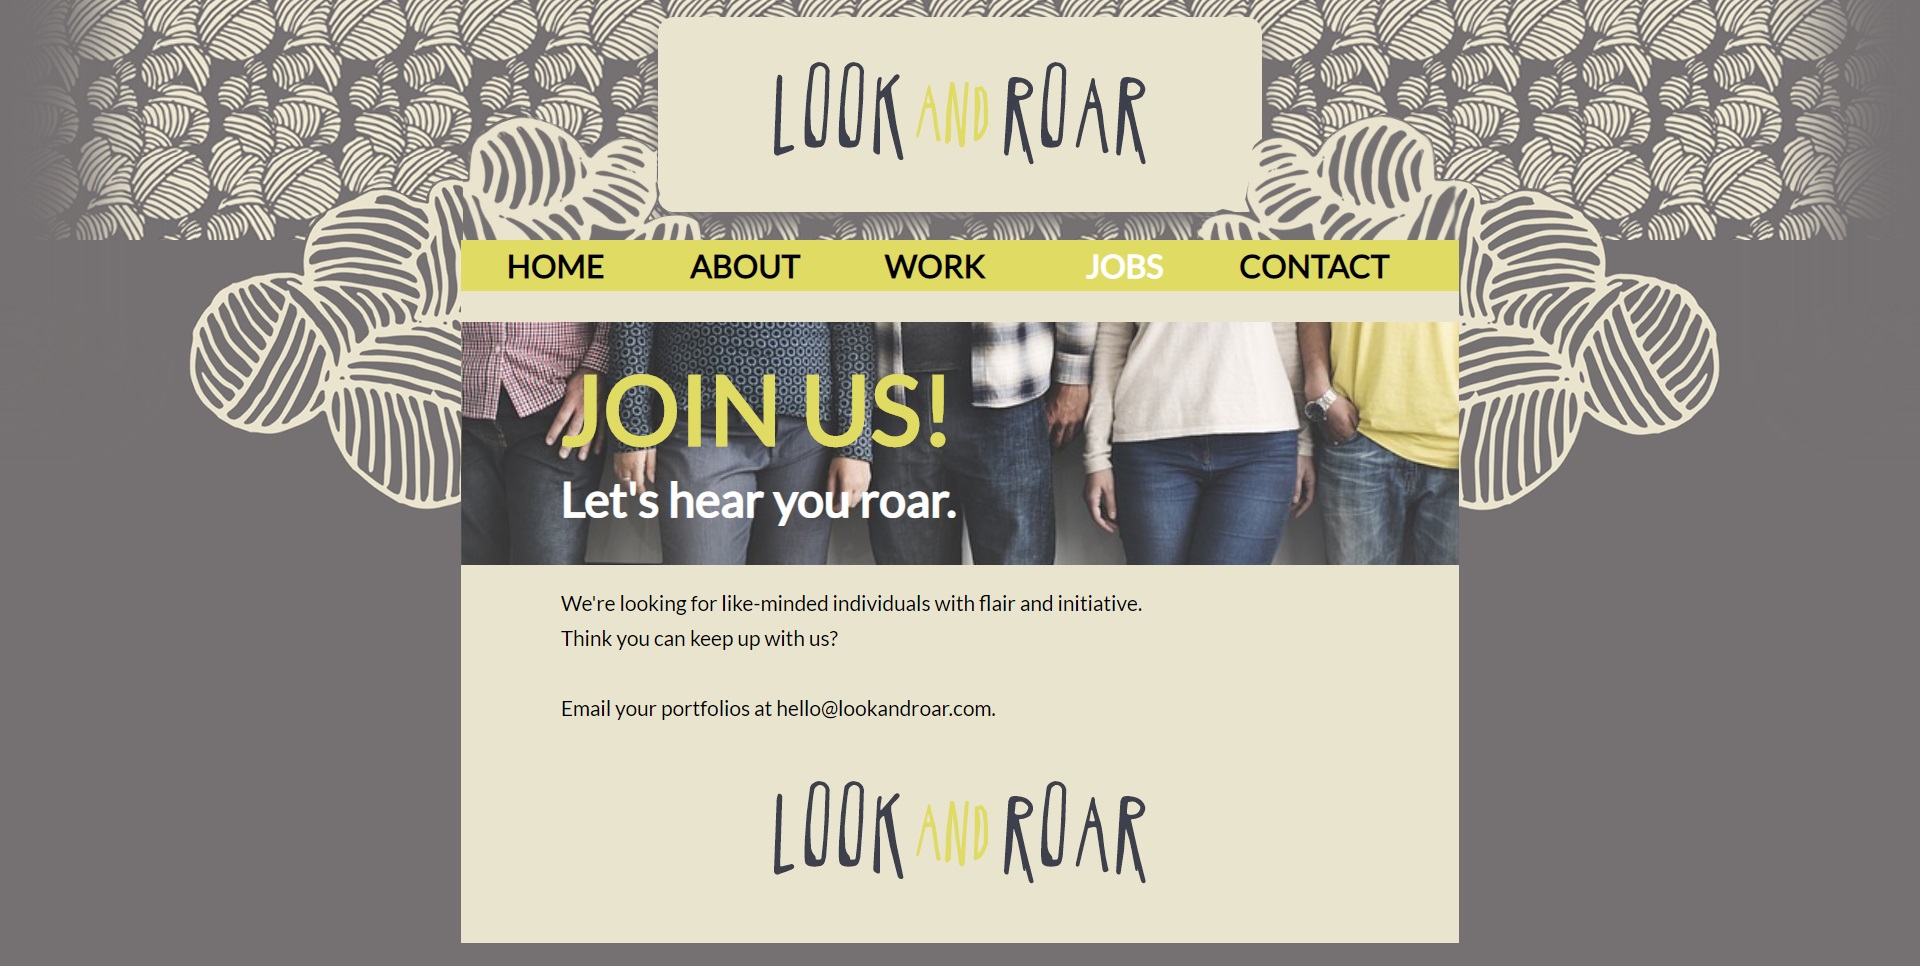 LOOK AND ROAR
HOME ABOUT WORK JOBS CONTACT
JOIN US!
Let's hear you roar.
We're looking for like-minded individuals with flair and initiative.
Think you can keep up with us?
Email your portfolios at hello@lookandroar.com.
LOOK AND ROAR